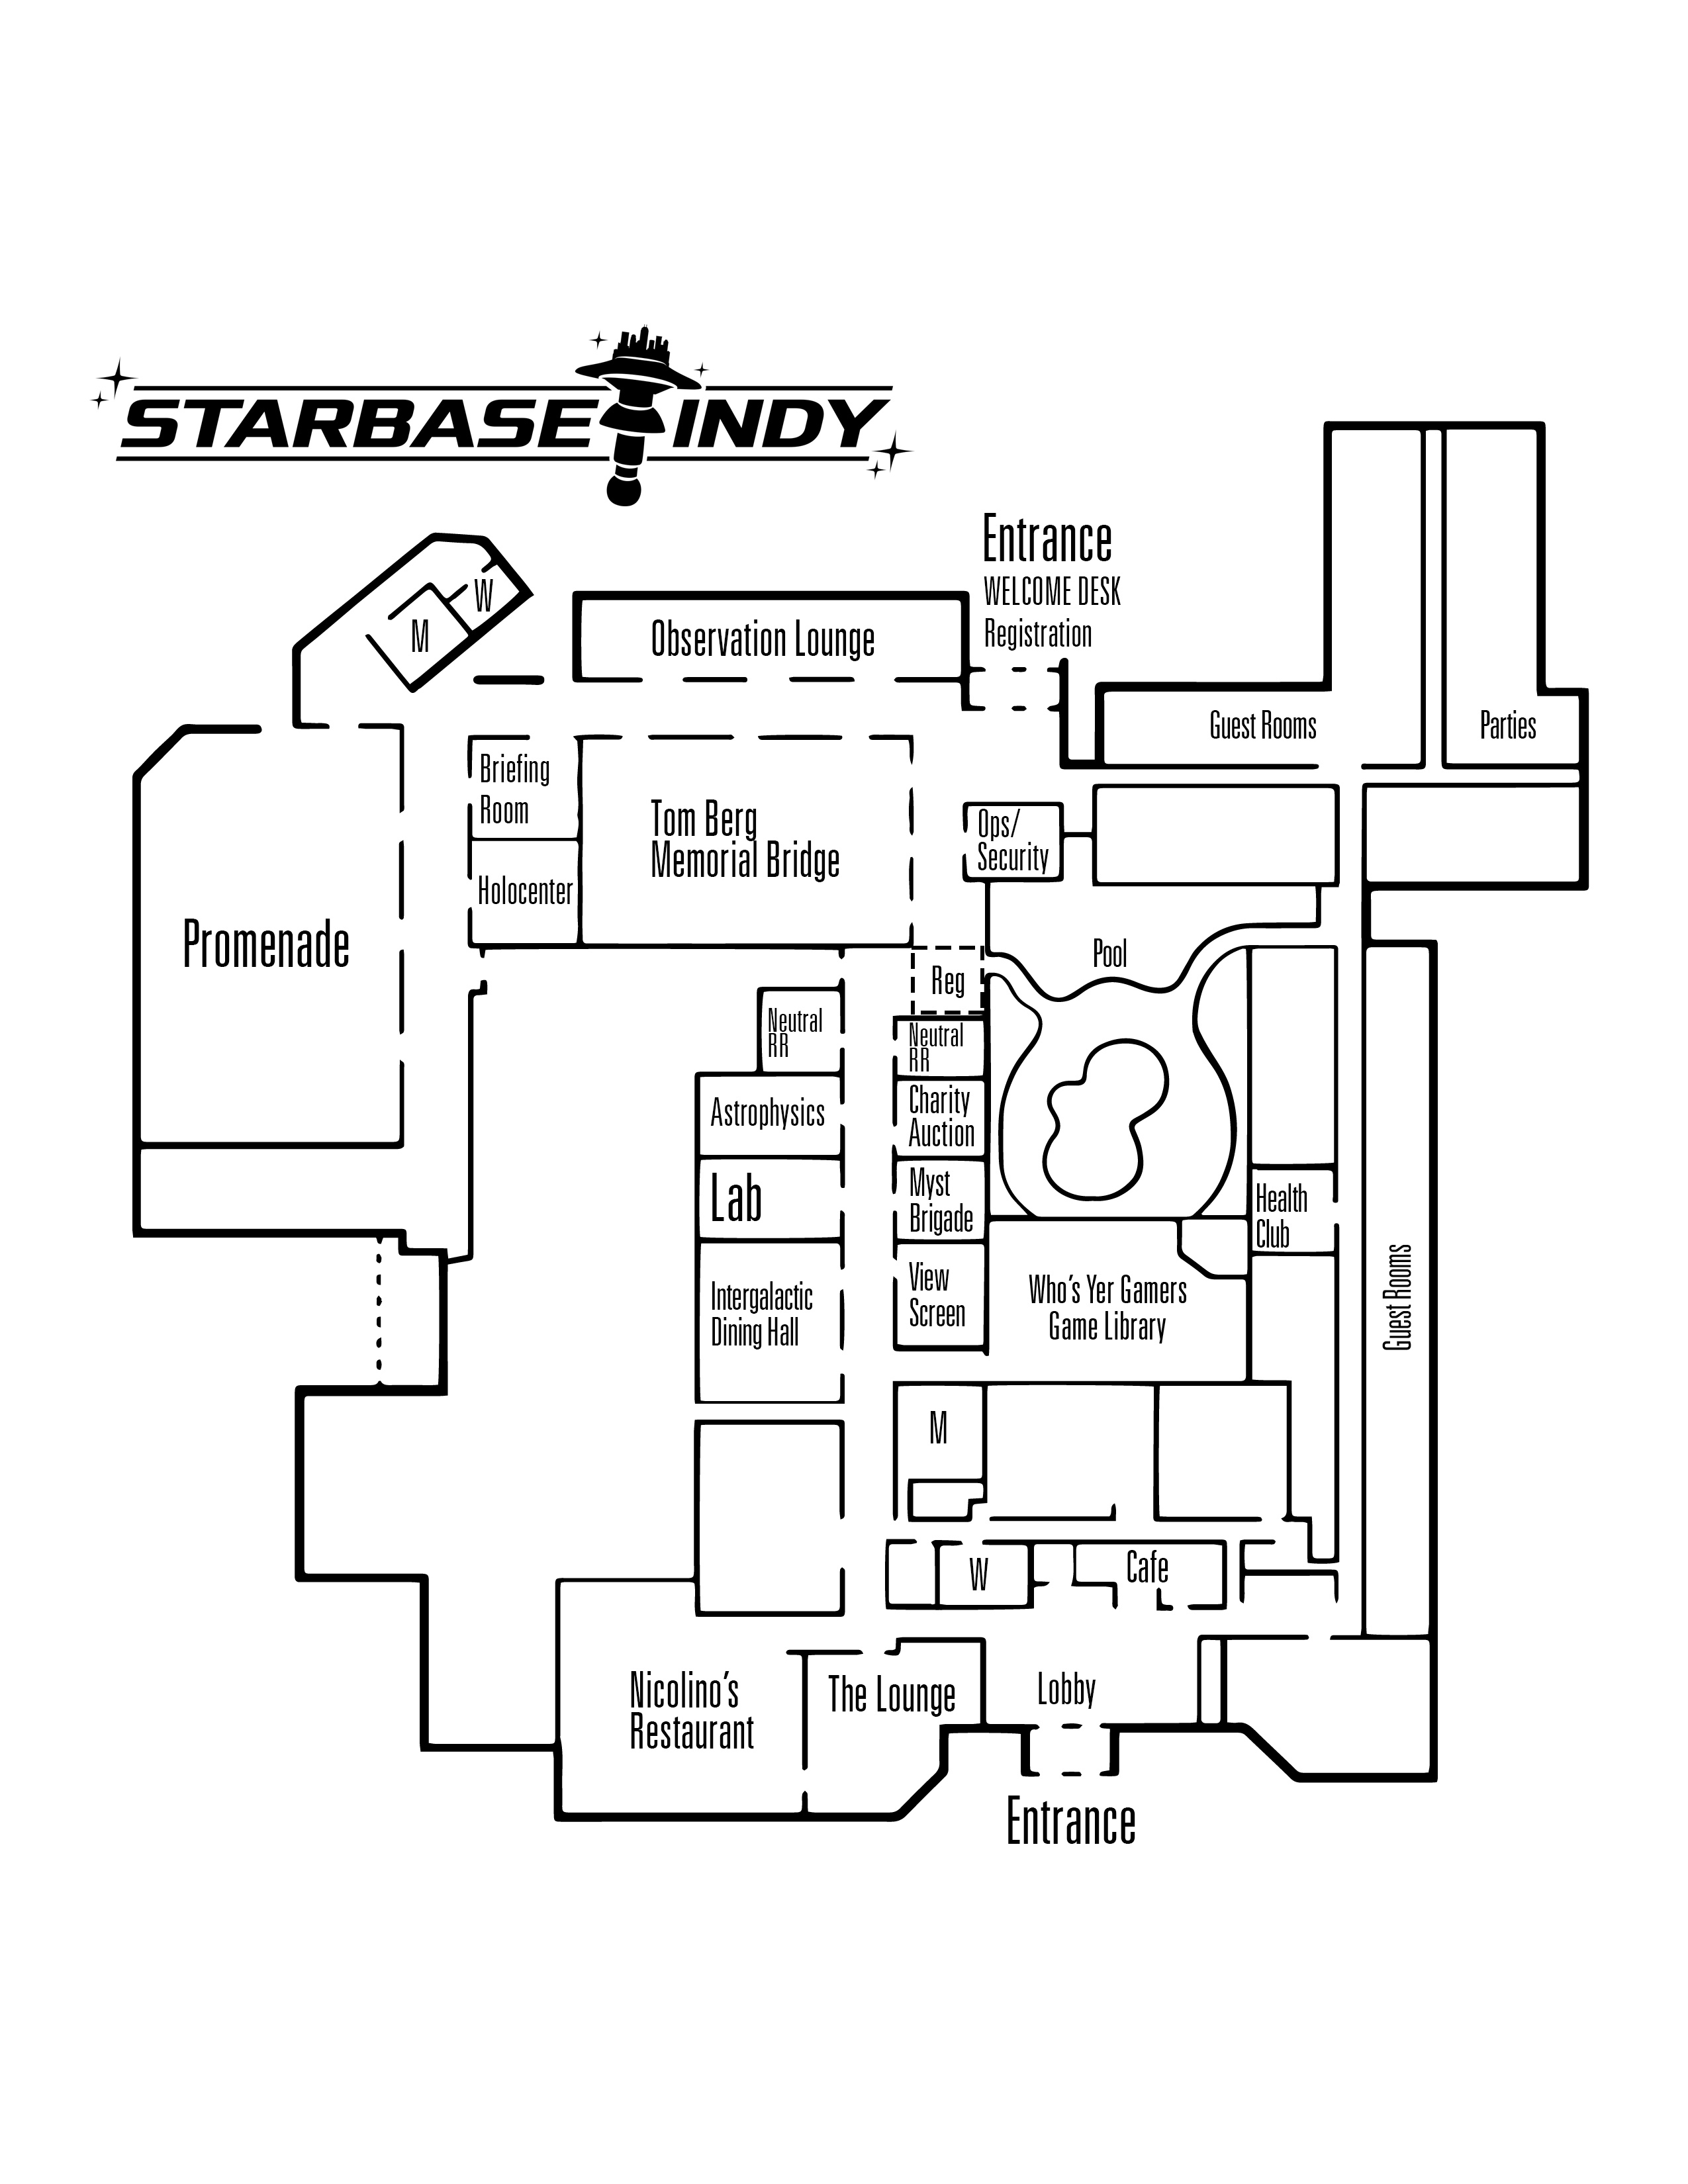 STARBASE INDY
Entrance
WELCOME DESK
Registration
W
M
Observation Lounge
Guest Rooms
Parties
Briefing
Room
Tom Berg
Memorial Bridge
Ops/
Security
Holocenter
Promenade
Pool
Reg
Neutral
RR
Neutral
RR
Astrophysics
Charity
Auction
Lab
Myst
Brigade
Health
Club
Intergalactic
Dining Hall
View
Screen
Who's Yer Gamers
Game Library
Guest Rooms
M
W
Cafe
Nicolino's
Restaurant
The Lounge
Lobby
Entrance